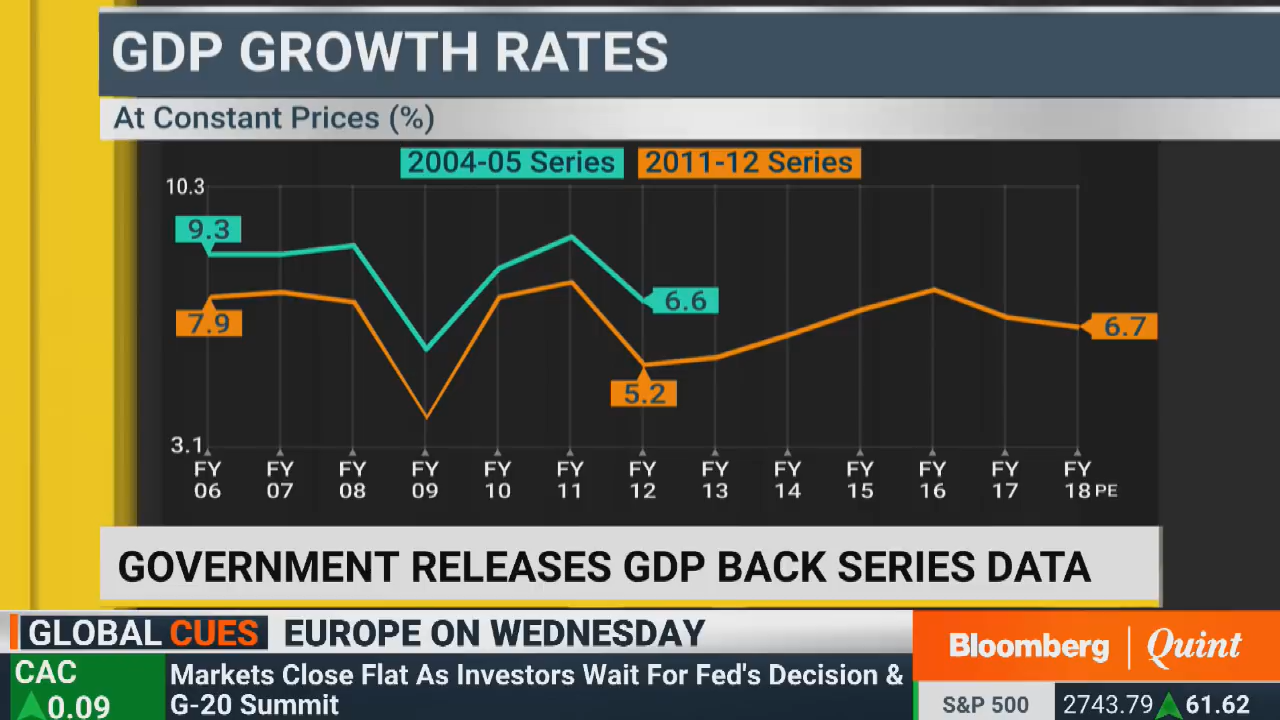 GDP GROWTH RATES
At Constant Prices (%)
2004-05 Series 2011-12 Series
10.3
9.3
7.9
6.6
6.7
5.2
3.1
FY FY FY FY FY FY FY FY FY FY FY FY FY
06 07 08 09 10 11 12 13 14 15 16 17 18 PE
GOVERNMENT RELEASES GDP BACK SERIES DATA
GLOBAL CUES EUROPE ON WEDNESDAY
CAC
0.09
Markets Close Flat As Investors Wait For Fed's Decision &
G-20 Summit
Bloomberg | Quint
S&P 500 2743.79 61.62